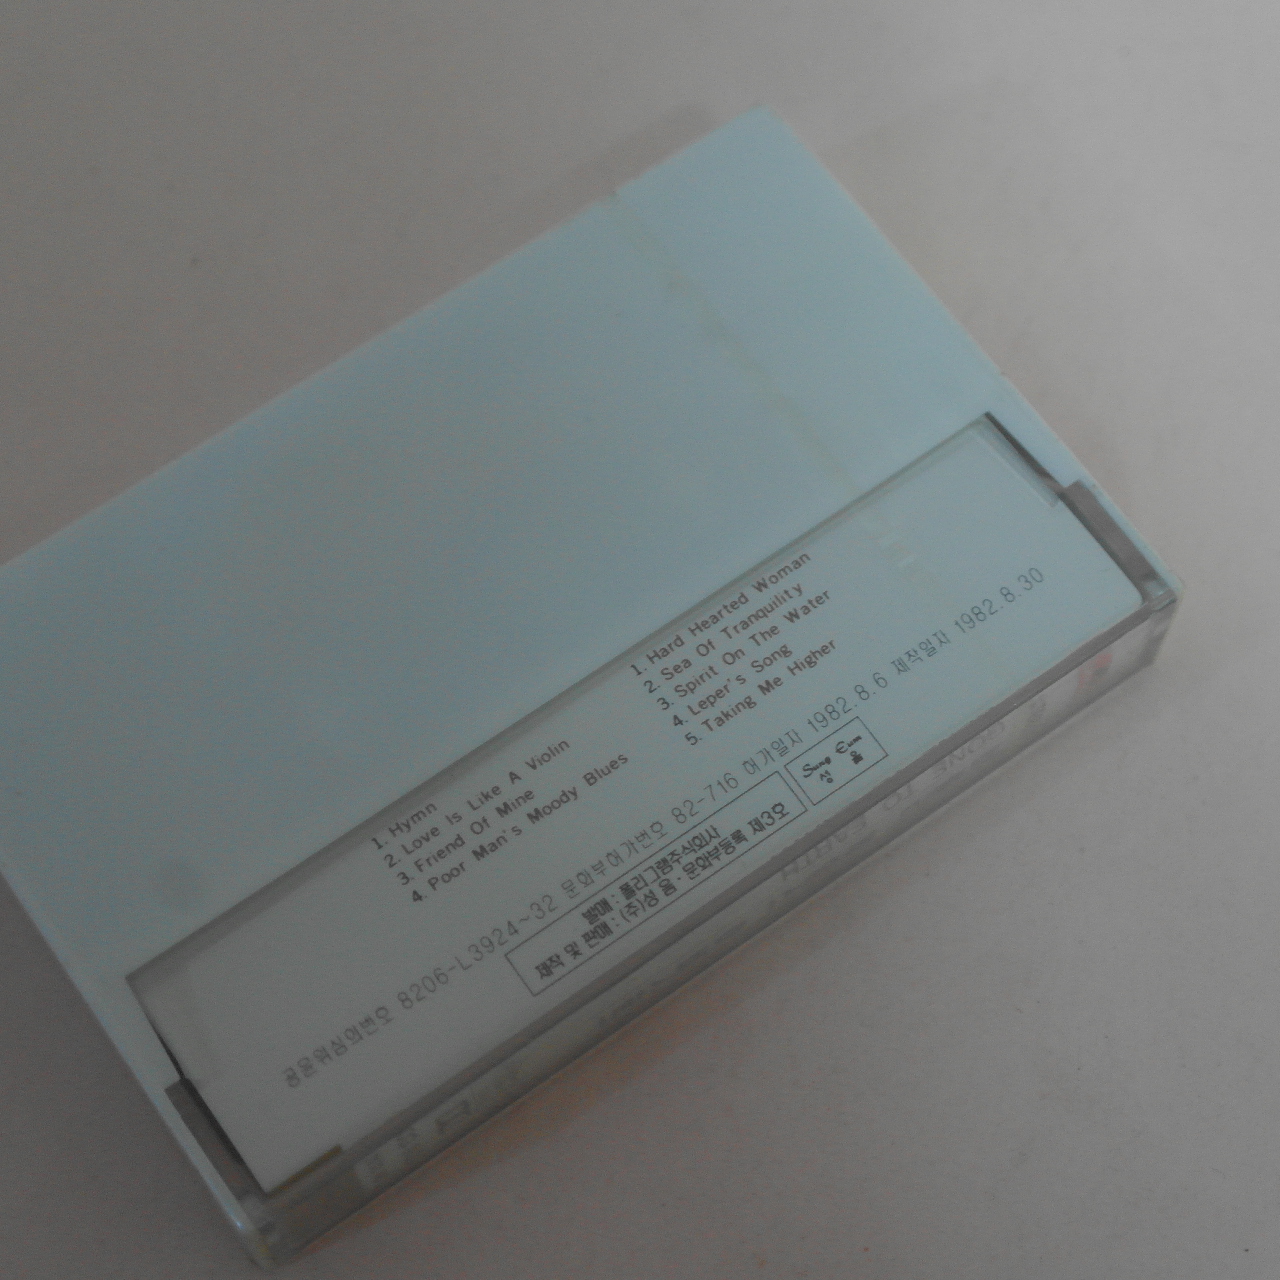 1. Hymn
2. Love Is Like A Violin
3. Friend Of Mine
4. Poor Man's Moody Blues
1. Hard Hearted Woman
2. Sea Of Tranquility
3. Spirit On The Water
4. Leper's Song
5. Taking Me Higher
공윤위심의번호 8206-L3924~32 문화부허가번호 82-716 허가일자 1982.8.6 제작일자 1982.8.30
발매 : 폴리그램주식회사
제작 및 판매 : (주)성 음 · 문화부등록 제3호
Sung Eum
성 음